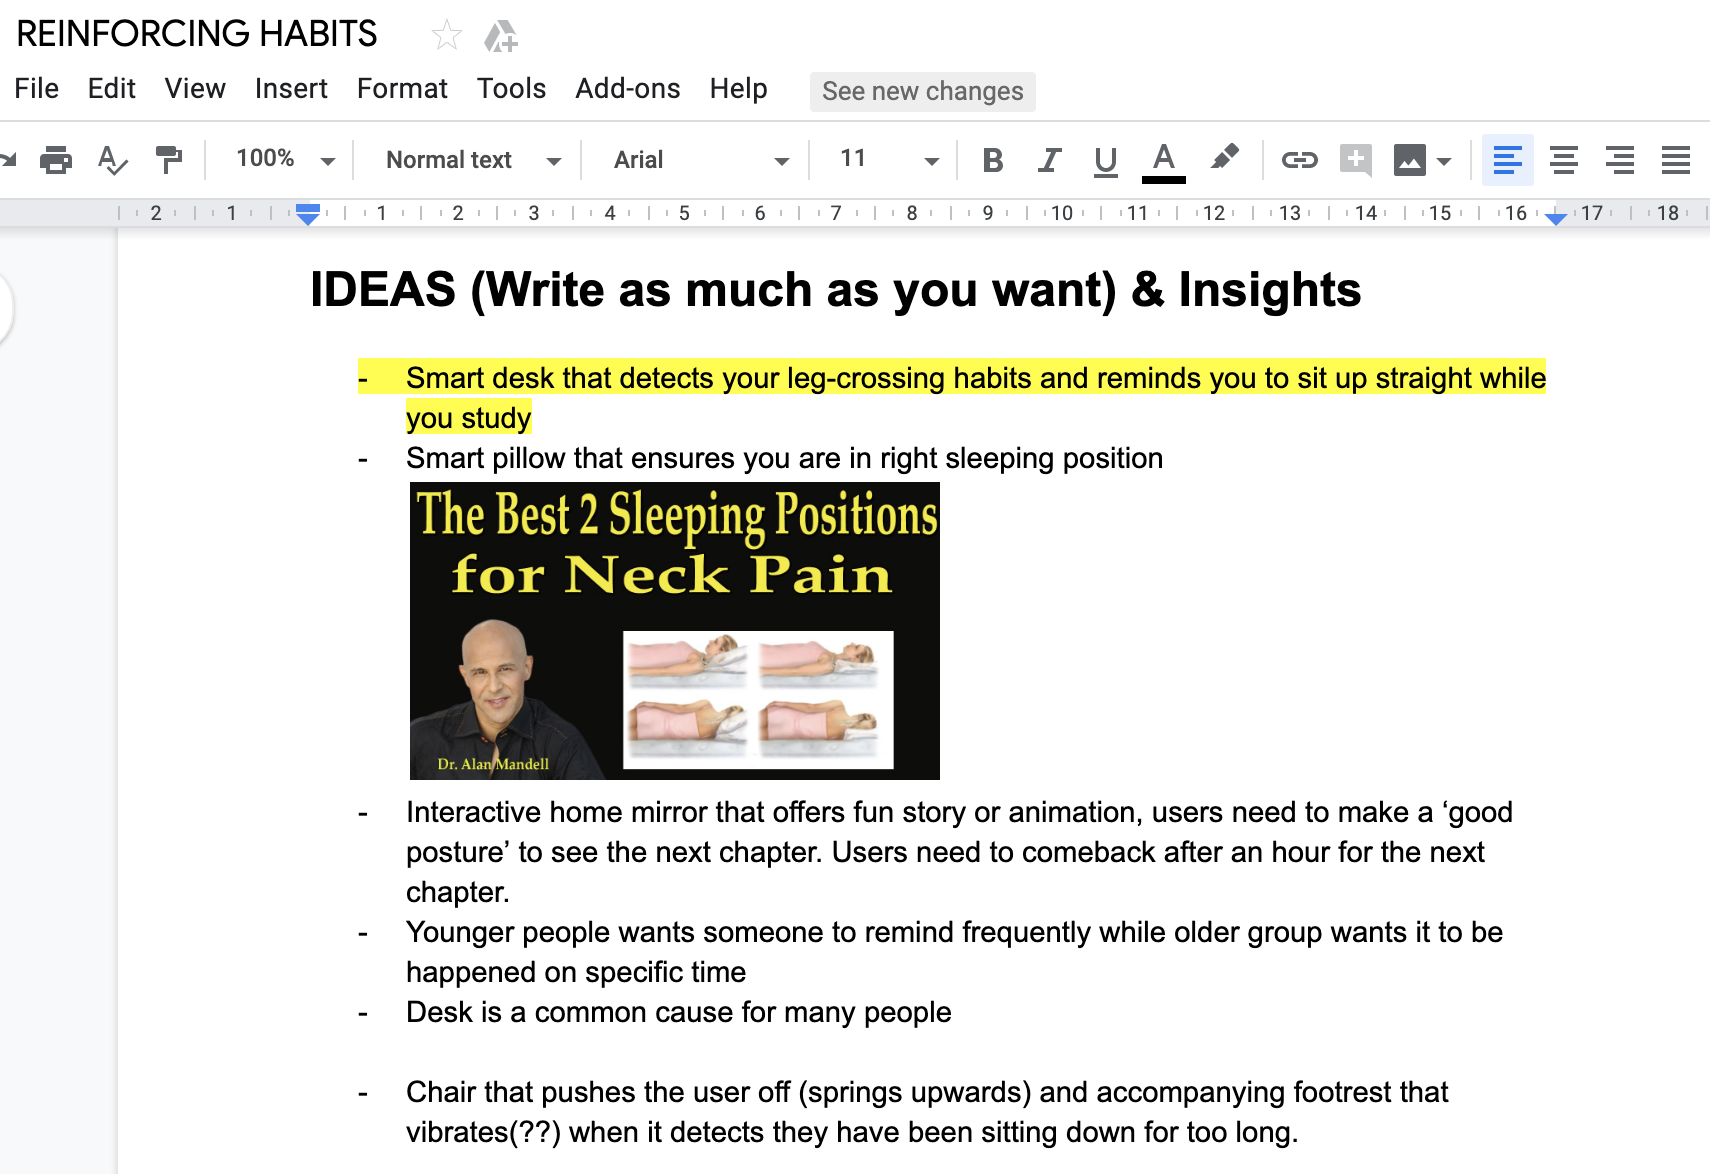 REINFORCING HABITS
File Edit View Insert Format Tools Add-ons Help See new changes
100% Normal text Arial 11 B I U A
2 1 1 2 3 4 5 6 7 8 9 10 11 12 13 14 15 16 17 18
IDEAS (Write as much as you want) & Insights
- Smart desk that detects your leg-crossing habits and reminds you to sit up straight while
you study
- Smart pillow that ensures you are in right sleeping position
The Best 2 Sleeping Positions
for Neck Pain
Dr. Alan Mandell
- Interactive home mirror that offers fun story or animation, users need to make a ‘good
posture’ to see the next chapter. Users need to comeback after an hour for the next
chapter.
- Younger people wants someone to remind frequently while older group wants it to be
happened on specific time
- Desk is a common cause for many people
- Chair that pushes the user off (springs upwards) and accompanying footrest that
vibrates(??) when it detects they have been sitting down for too long.